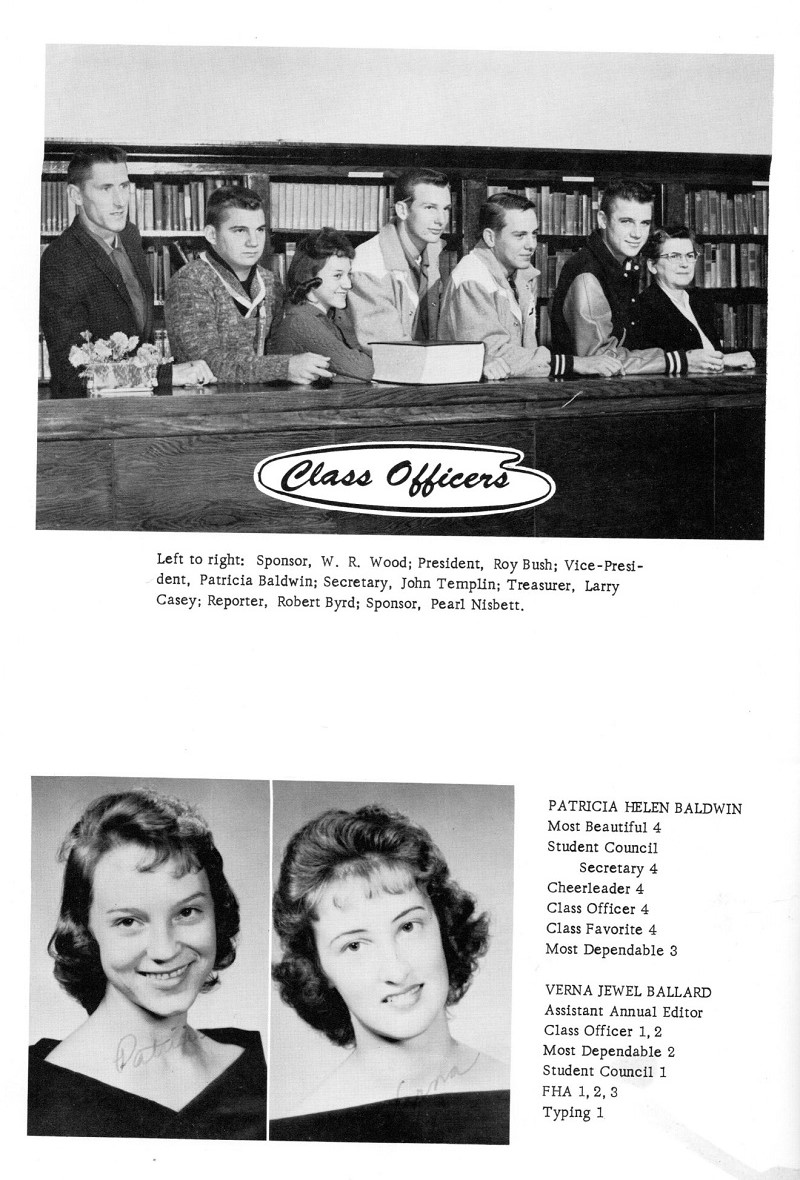 Class Officers
Left to right: Sponsor, W. R. Wood; President, Roy Bush; Vice-Presi-
dent, Patricia Baldwin; Secretary, John Templin; Treasurer, Larry
Casey; Reporter, Robert Byrd; Sponsor, Pearl Nisbett.
PATRICIA HELEN BALDWIN
Most Beautiful 4
Student Council
Secretary 4
Cheerleader 4
Class Officer 4
Class Favorite 4
Most Dependable 3
VERNA JEWEL BALLARD
Assistant Annual Editor
Class Officer 1, 2
Most Dependable 2
Student Council 1
FHA 1, 2, 3
Typing 1